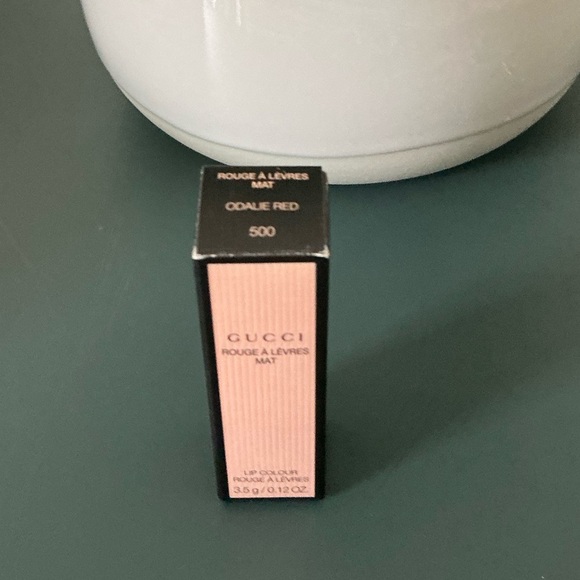 ROUGE À LÈVRES
MAT
ODALIE RED
500
GUCCI
ROUGE À LÈVRES
MAT
LIP COLOUR
ROUGE À LÈVRES
3.5 g / 0.12 OZ.